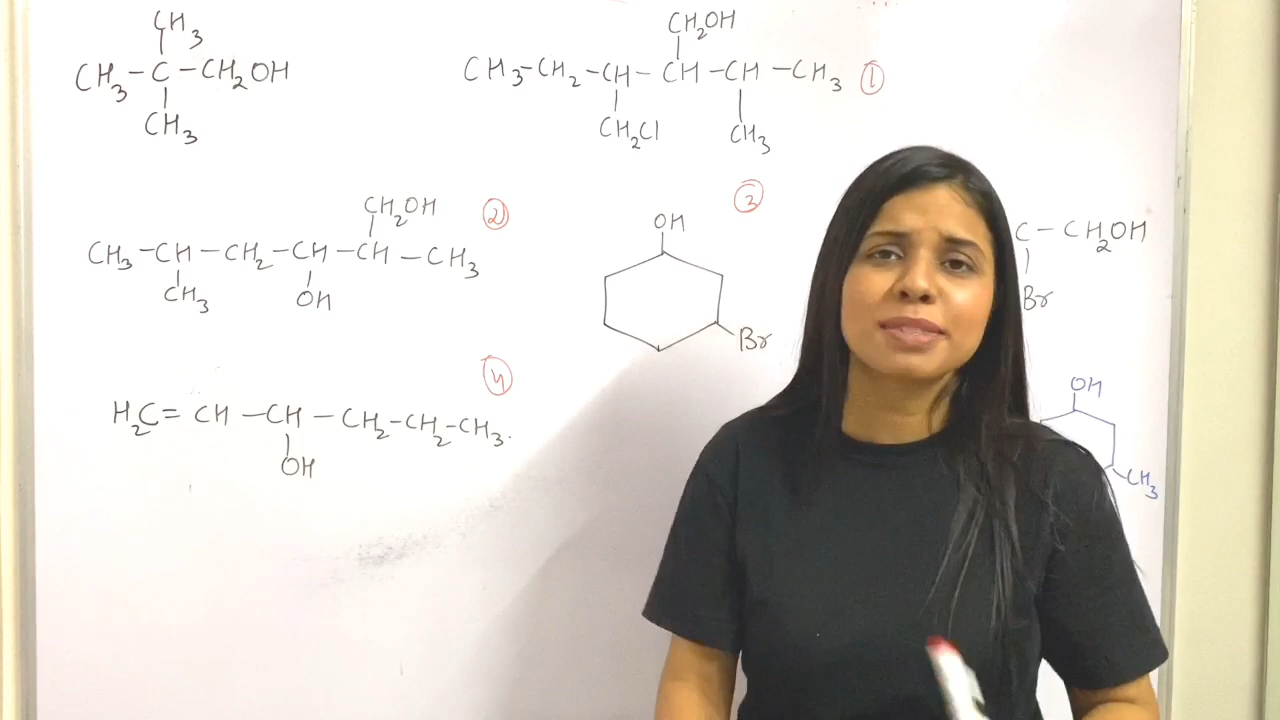 CH3
CH3 - C - CH2OH
CH3
CH2OH
CH3 - CH2 - CH - CH - CH - CH3 ①
CH2Cl CH3
CH2OH ②
CH3 - CH - CH2 - CH - CH - CH3
CH3 OH
③
OH
Br
C - CH2OH
Br
④
H2C = CH - CH - CH2 - CH2 - CH3.
OH
OH
CH3